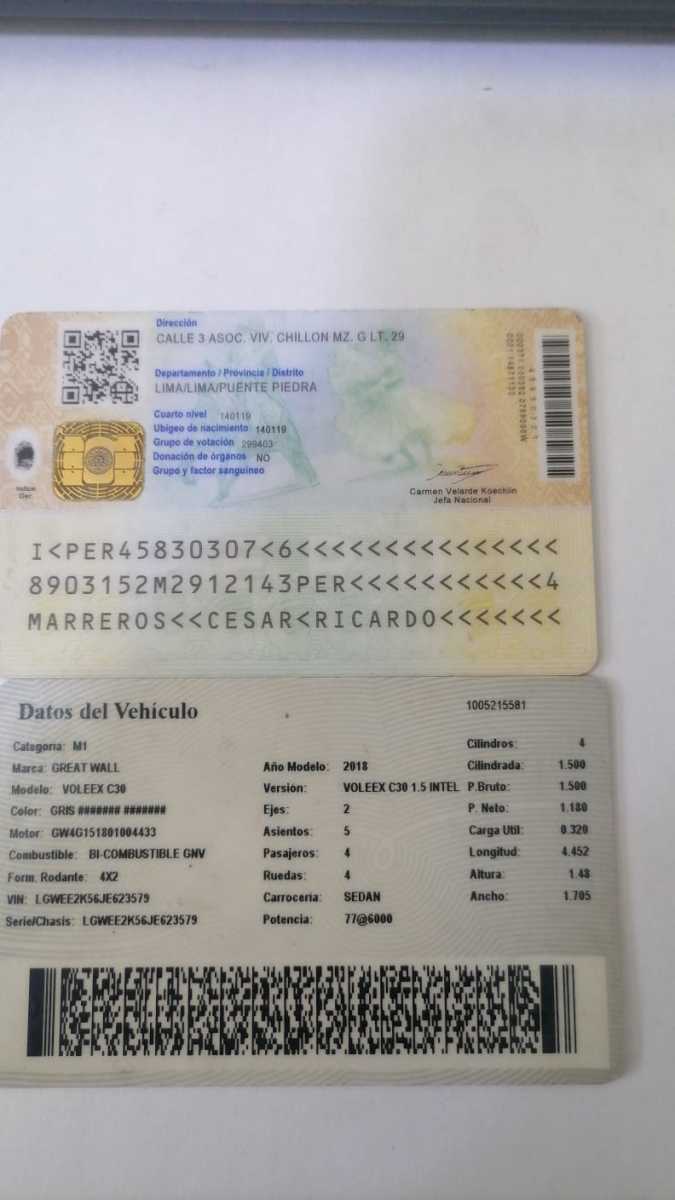 Dirección
CALLE 3 ASOC. VIV. CHILLON MZ. G LT. 29
Departamento / Provincia / Distrito
LIMA/LIMA/PUENTE PIEDRA
Cuarto nivel 140119
Ubigeo de nacimiento 140119
Grupo de votación 299403
Donación de órganos NO
Grupo y factor sanguíneo
Carmen Velarde Koechlin
Jefa Nacional
I<PER45830307<6<<<<<<<<<<<<<<<
8903152M2912143PER<<<<<<<<<<<4
MARREROS<<CESAR<RICARDO<<<<<<<
Datos del Vehículo 1005215581
Categoría: M1 Cilindros: 4
Marca: GREAT WALL Año Modelo: 2018 Cilindrada: 1.500
Modelo: VOLEEX C30 Versión: VOLEEX C30 1.5 INTEL P.Bruto: 1.500
Color: GRIS ####### ####### Ejes: 2 P. Neto: 1.180
Motor: GW4G151801004433 Asientos: 5 Carga Util: 0.320
Combustible: BI-COMBUSTIBLE GNV Pasajeros: 4 Longitud: 4.452
Form. Rodante: 4X2 Ruedas: 4 Altura: 1.48
VIN: LGWEE2K56JE623579 Carrocería: SEDAN Ancho: 1.705
Serie/Chasis: LGWEE2K56JE623579 Potencia: 77@6000